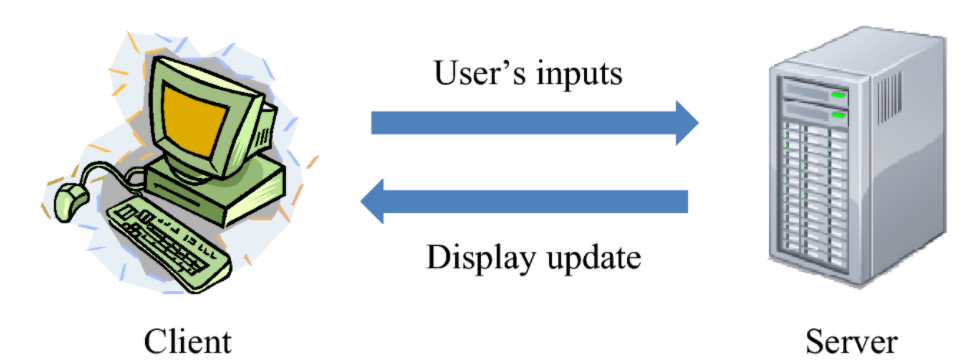 User's inputs
Display update
Client
Server